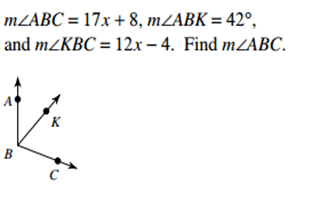 m∠ABC = 17x + 8, m∠ABK = 42°,
and m∠KBC = 12x – 4.  Find m∠ABC.
A
K
B
C